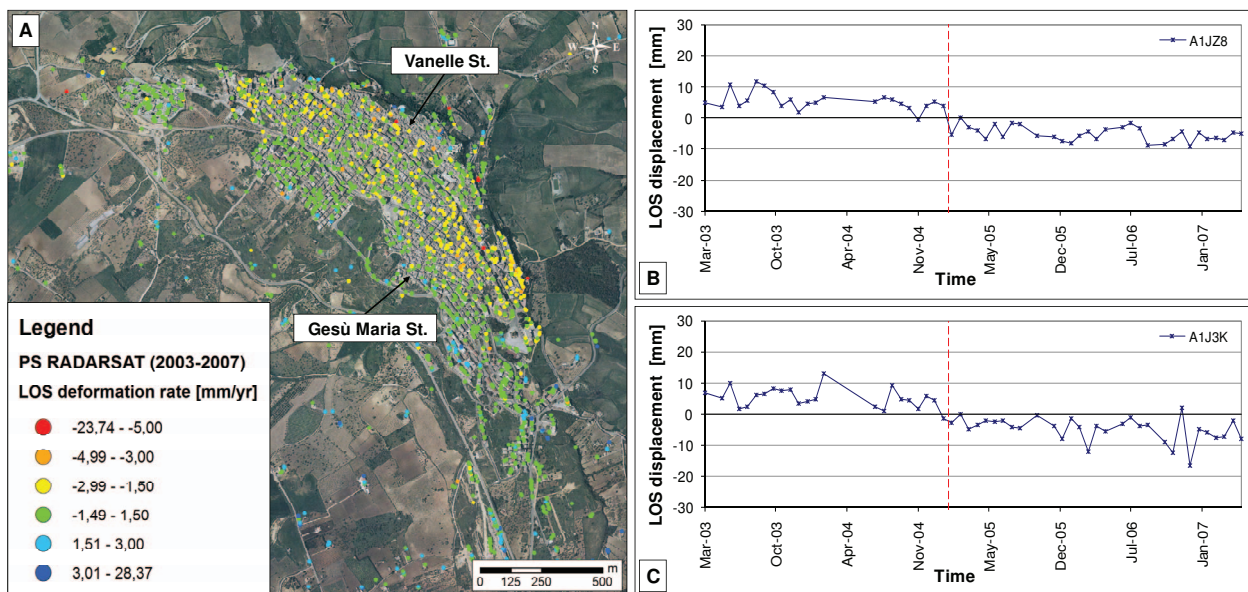 A
N
W
E
S
Vanelle St.
Gesù Maria St.
Legend
PS RADARSAT (2003-2007)
LOS deformation rate [mm/yr]
-23,74 - -5,00
-4,99 - -3,00
-2,99 - -1,50
-1,49 - 1,50
1,51 - 3,00
3,01 - 28,37
m
0 125 250 500
B
LOS displacement [mm]
30
20
10
0
-10
-20
-30
A1JZ8
Mar-03
Oct-03
Apr-04
Nov-04
May-05
Dec-05
Jul-06
Jan-07
Time
C
LOS displacement [mm]
30
20
10
0
-10
-20
-30
A1J3K
Mar-03
Oct-03
Apr-04
Nov-04
May-05
Dec-05
Jul-06
Jan-07
Time